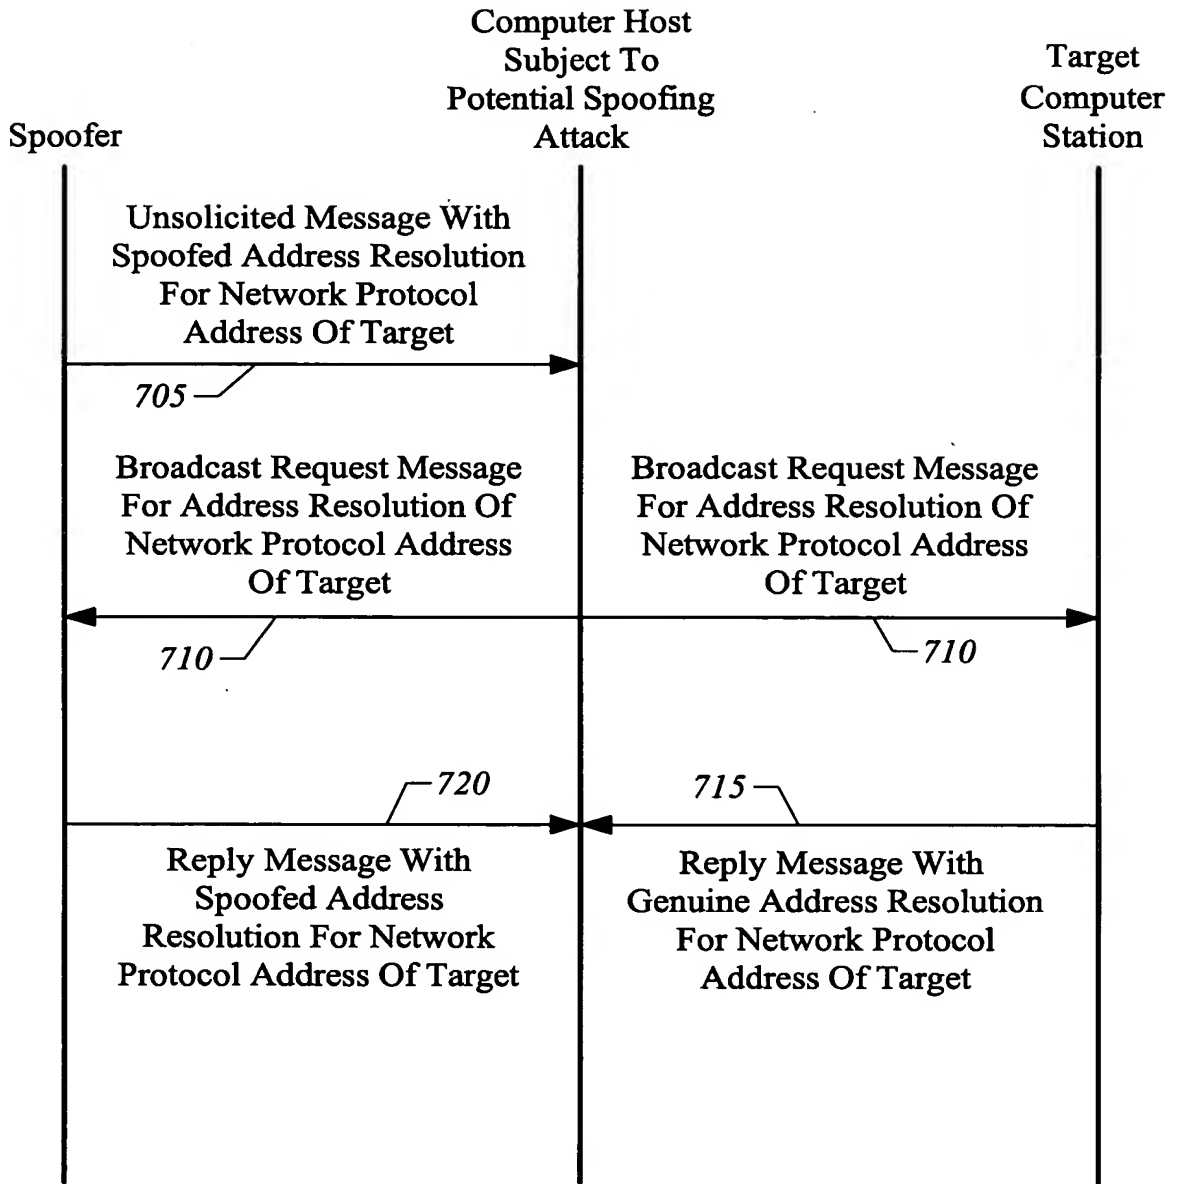 Spoofer
Computer Host
Subject To
Potential Spoofing
Attack
Target
Computer
Station
Unsolicited Message With
Spoofed Address Resolution
For Network Protocol
Address Of Target
705
Broadcast Request Message
For Address Resolution Of
Network Protocol Address
Of Target
710
Broadcast Request Message
For Address Resolution Of
Network Protocol Address
Of Target
710
720
Reply Message With
Spoofed Address
Resolution For Network
Protocol Address Of Target
715
Reply Message With
Genuine Address Resolution
For Network Protocol
Address Of Target